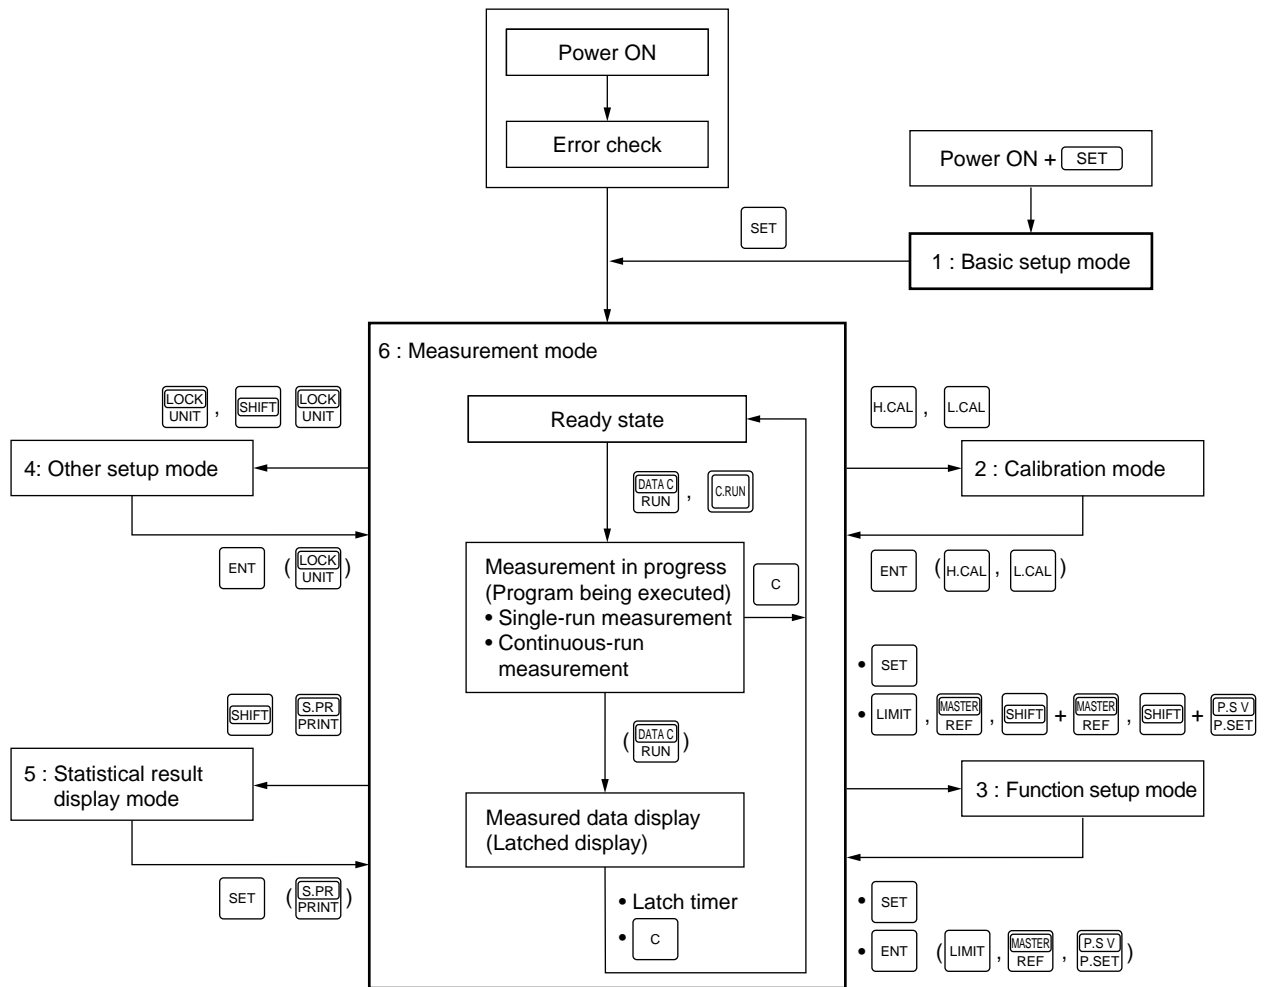 Power ON
Error check
Power ON + SET
SET
1 : Basic setup mode
6 : Measurement mode
LOCK UNIT , SHIFT LOCK UNIT
4: Other setup mode
ENT ( LOCK UNIT )
Ready state
DATA C RUN , C.RUN
H.CAL , L.CAL
2 : Calibration mode
ENT ( H.CAL , L.CAL )
Measurement in progress
(Program being executed)
• Single-run measurement
• Continuous-run
measurement
C
SHIFT S.PR PRINT
5 : Statistical result
display mode
SET ( S.PR PRINT )
( DATA C RUN )
Measured data display
(Latched display)
• Latch timer
• C
• SET
• LIMIT , MASTER REF , SHIFT + MASTER REF , SHIFT + P.S V P.SET
3 : Function setup mode
• SET
• ENT ( LIMIT , MASTER REF , P.S V P.SET )